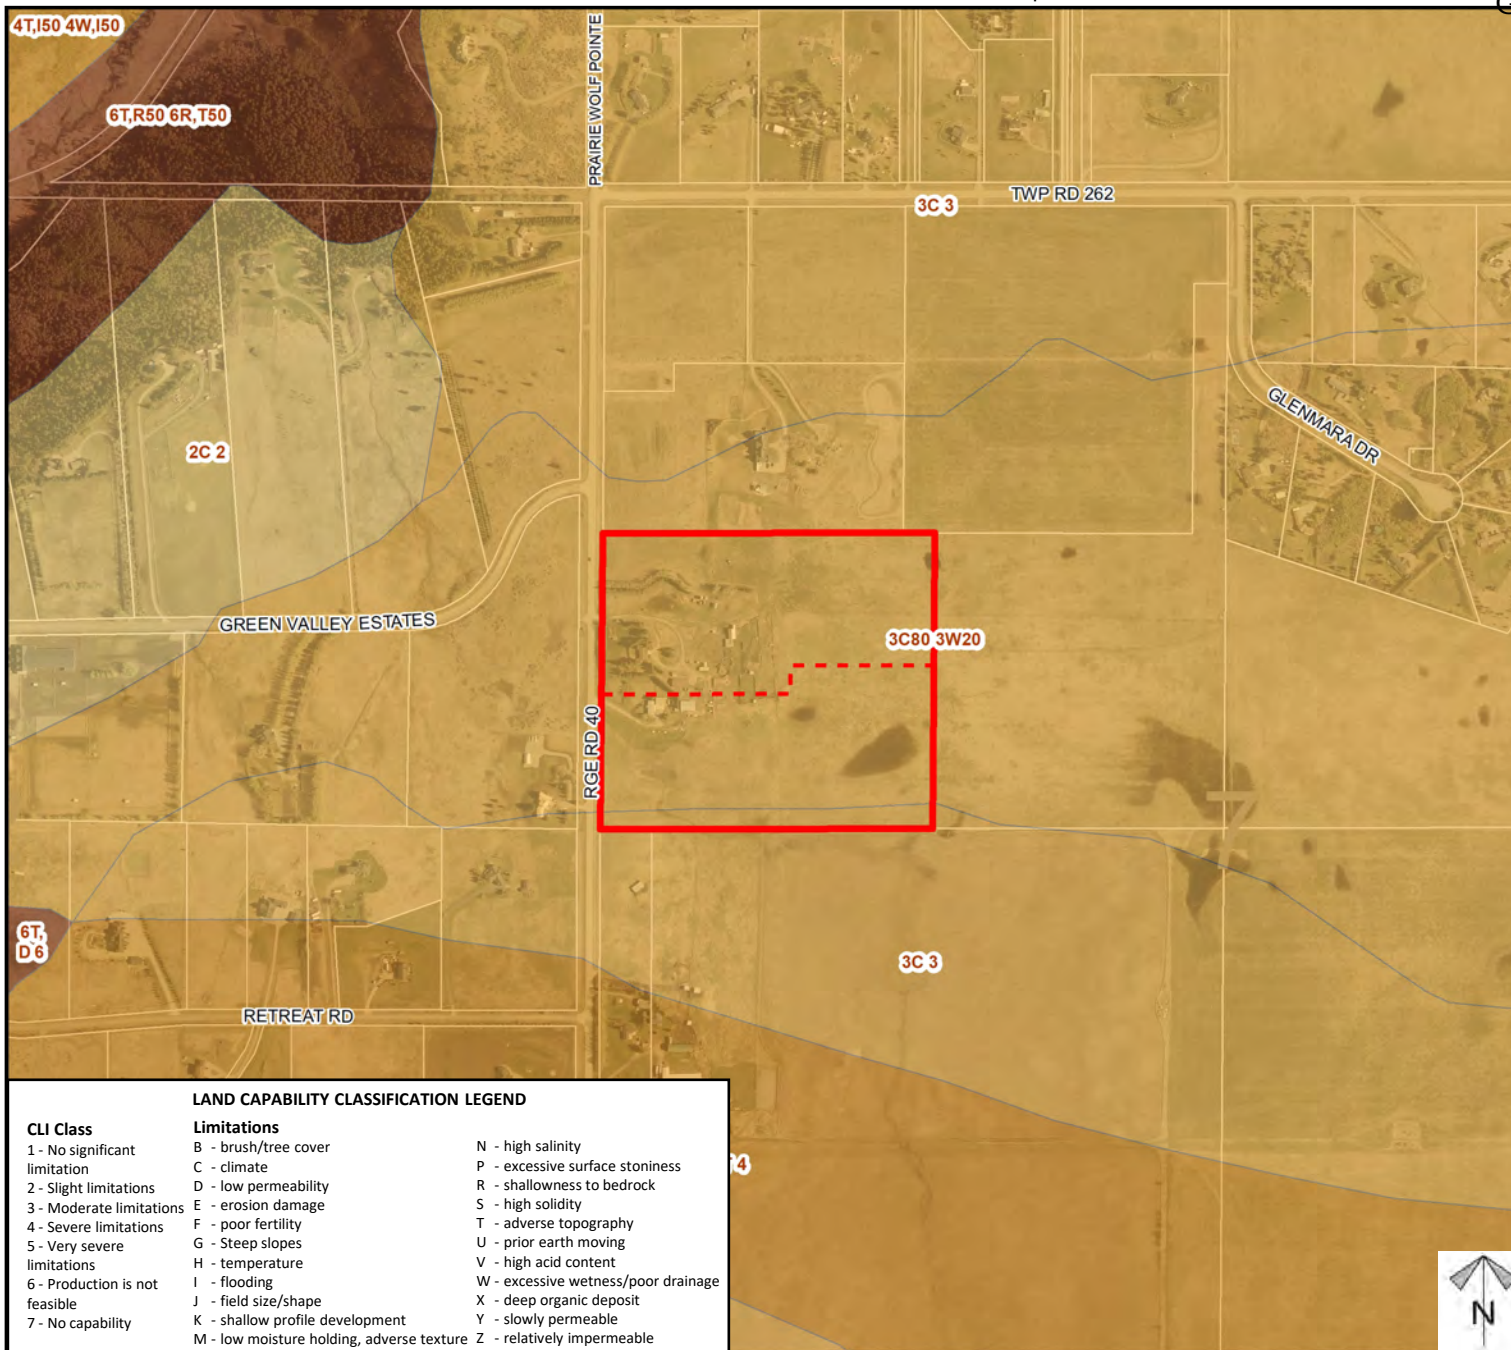 4T,I50 4W,I50
6T,R50 6R,T50
PRAIRIE WOLF POINTE
3C 3
TWP RD 262
GLENMARA DR
2C 2
GREEN VALLEY ESTATES
3C80 3W20
RGE RD 40
7
6T,
D 6
3C 3
RETREAT RD
4
LAND CAPABILITY CLASSIFICATION LEGEND
CLI Class
1 - No significant
limitation
2 - Slight limitations
3 - Moderate limitations
4 - Severe limitations
5 - Very severe
limitations
6 - Production is not
feasible
7 - No capability
Limitations
B - brush/tree cover
C - climate
D - low permeability
E - erosion damage
F - poor fertility
G - Steep slopes
H - temperature
I - flooding
J - field size/shape
K - shallow profile development
M - low moisture holding, adverse texture
N - high salinity
P - excessive surface stoniness
R - shallowness to bedrock
S - high solidity
T - adverse topography
U - prior earth moving
V - high acid content
W - excessive wetness/poor drainage
X - deep organic deposit
Y - slowly permeable
Z - relatively impermeable
N